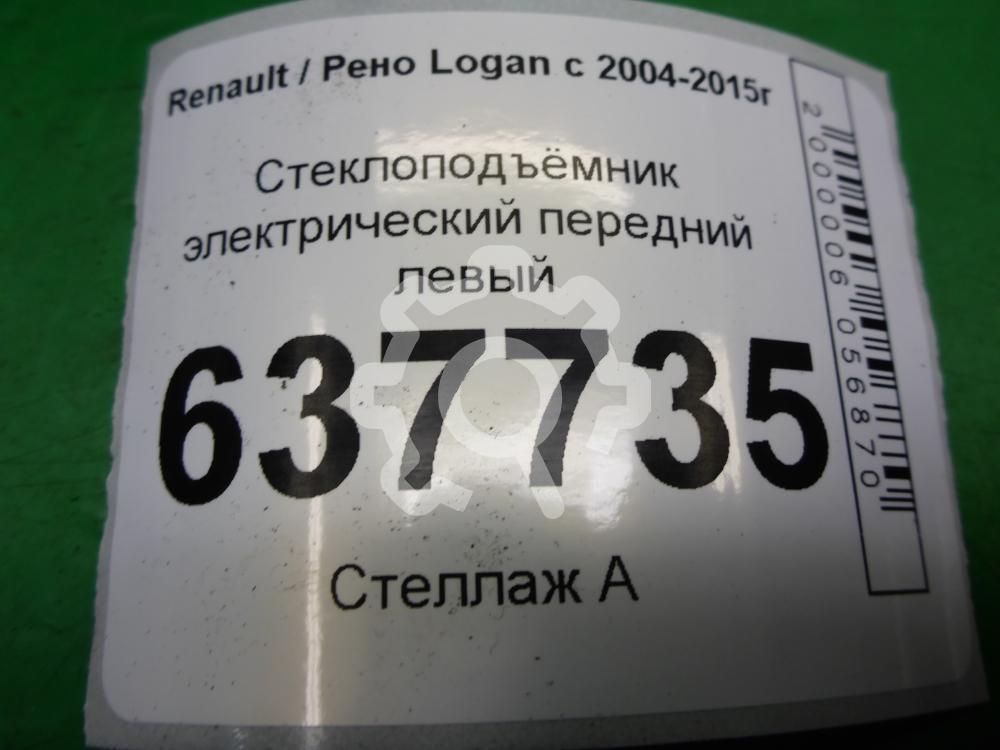 Renault / Рено Logan с 2004-2015г
Стеклоподъёмник
электрический передний
левый
637735
Стеллаж А
2000006056870